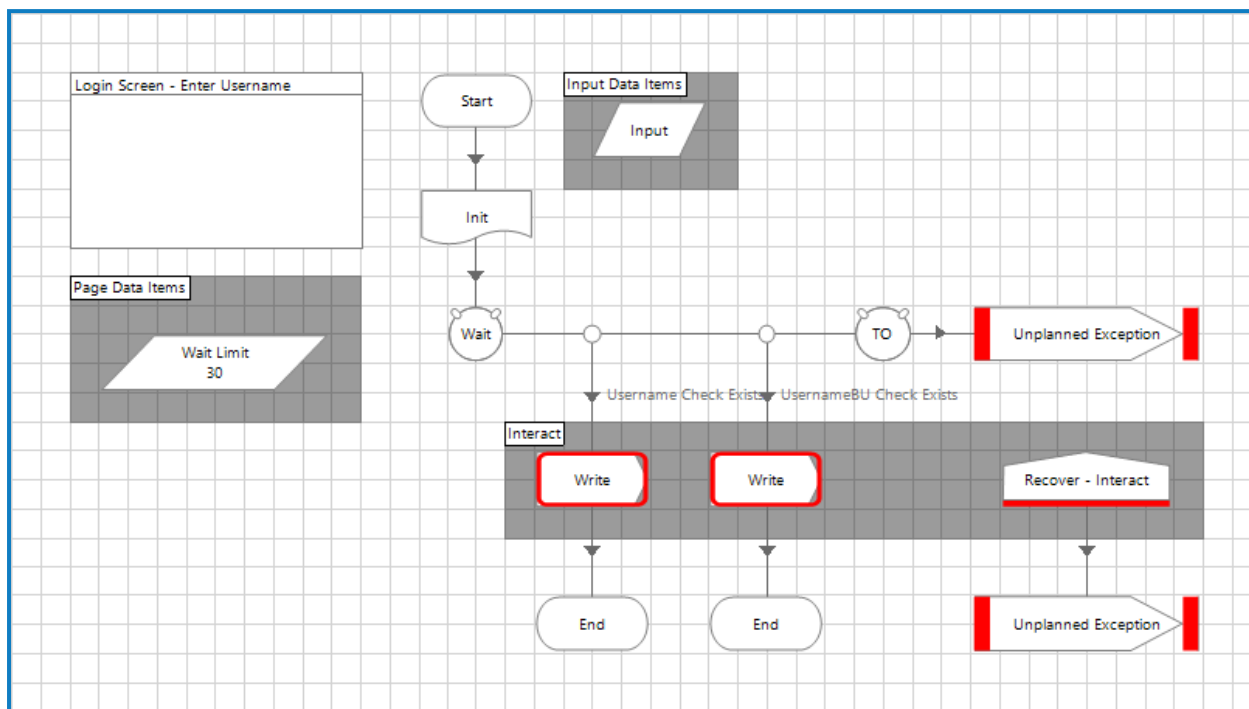 Login Screen - Enter Username
Start
Input Data Items
Input
Init
Page Data Items
Wait Limit
30
Wait
TO
Unplanned Exception
Username Check Exists
UsernameBU Check Exists
Interact
Write
Write
Recover - Interact
End
End
Unplanned Exception